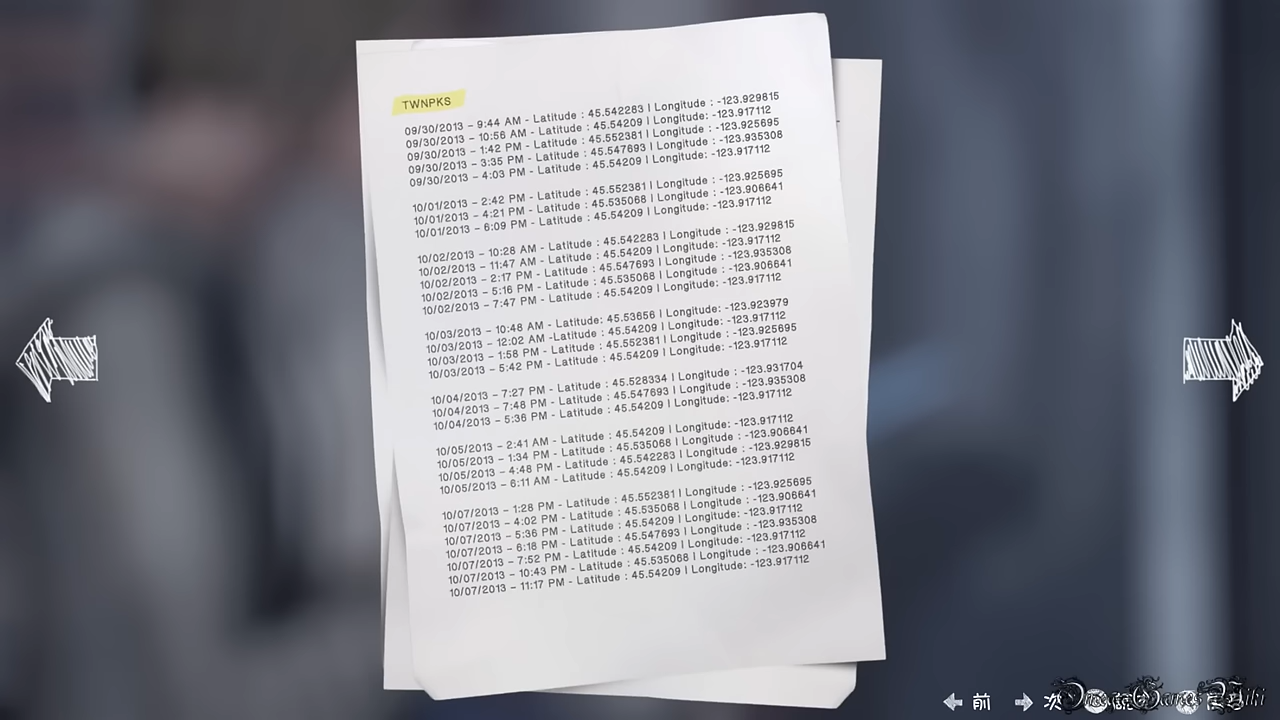 TWNPKS
09/30/2013 – 9:44 AM - Latitude : 45.542283 | Longitude : -123.929815
09/30/2013 – 10:56 AM - Latitude : 45.54209 | Longitude: -123.917112
09/30/2013 – 1:42 PM - Latitude : 45.552381 | Longitude : -123.925695
09/30/2013 – 3:35 PM - Latitude : 45.547693 | Longitude : -123.935308
09/30/2013 – 4:03 PM - Latitude : 45.54209 | Longitude: -123.917112
10/01/2013 – 2:42 PM - Latitude : 45.552381 | Longitude : -123.925695
10/01/2013 – 4:21 PM - Latitude : 45.535068 | Longitude : -123.906641
10/01/2013 – 6:09 PM - Latitude : 45.54209 | Longitude: -123.917112
10/02/2013 – 10:28 AM - Latitude : 45.542283 | Longitude : -123.929815
10/02/2013 – 11:47 AM - Latitude : 45.54209 | Longitude: -123.917112
10/02/2013 – 2:17 PM - Latitude : 45.547693 | Longitude : -123.935308
10/02/2013 – 5:16 PM - Latitude : 45.535068 | Longitude : -123.906641
10/02/2013 – 7:47 PM - Latitude : 45.54209 | Longitude: -123.917112
10/03/2013 – 10:48 AM - Latitude: 45.53656 | Longitude: -123.923979
10/03/2013 – 12:02 AM -Latitude : 45.54209 | Longitude: -123.917112
10/03/2013 – 1:58 PM - Latitude : 45.552381 | Longitude : -123.925695
10/03/2013 – 5:42 PM - Latitude : 45.54209 | Longitude: -123.917112
10/04/2013 – 7:27 PM - Latitude : 45.528334 | Longitude : -123.931704
10/04/2013 – 7:48 PM - Latitude : 45.547693 | Longitude : -123.935308
10/04/2013 – 5:36 PM - Latitude : 45.54209 | Longitude: -123.917112
10/05/2013 – 2:41 AM - Latitude : 45.54209 | Longitude: -123.917112
10/05/2013 – 1:34 PM - Latitude : 45.535068 | Longitude : -123.906641
10/05/2013 – 4:48 PM - Latitude : 45.542283 | Longitude : -123.929815
10/05/2013 – 6:11 AM - Latitude : 45.54209 | Longitude: -123.917112
10/07/2013 – 1:28 PM - Latitude : 45.552381 | Longitude : -123.925695
10/07/2013 – 4:02 PM - Latitude : 45.535068 | Longitude : -123.906641
10/07/2013 – 5:36 PM - Latitude : 45.54209 | Longitude: -123.917112
10/07/2013 – 6:18 PM - Latitude : 45.547693 | Longitude : -123.935308
10/07/2013 – 7:52 PM - Latitude : 45.54209 | Longitude: -123.917112
10/07/2013 – 10:43 PM - Latitude : 45.535068 | Longitude : -123.906641
10/07/2013 – 11:17 PM - Latitude : 45.54209 | Longitude: -123.917112
前 次